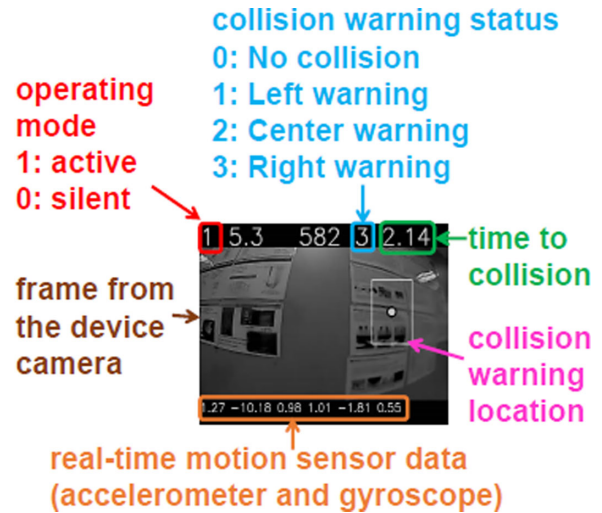 collision warning status
0: No collision
1: Left warning
2: Center warning
3: Right warning
operating
mode
1: active
0: silent
1 5.3 582 3 2.14
time to
collision
frame from
the device
camera
collision
warning
location
1.27 -10.18 0.98 1.01 -1.81 0.55
real-time motion sensor data
(accelerometer and gyroscope)